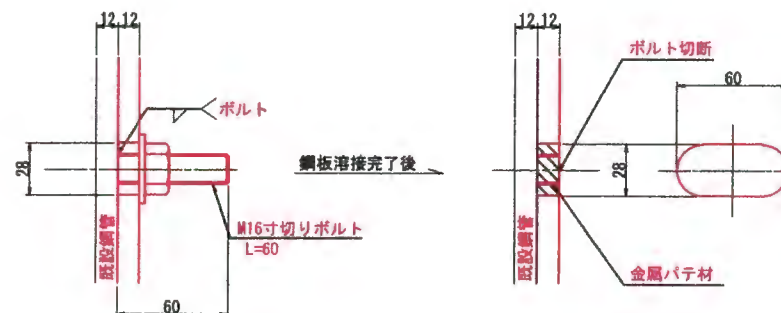 12 12
ボルト
28
M16寸切りボルト
L=60
既設鋼管
60
鋼板溶接完了後
12 12
ボルト切断
60
28
28
既設鋼管
金属パテ材